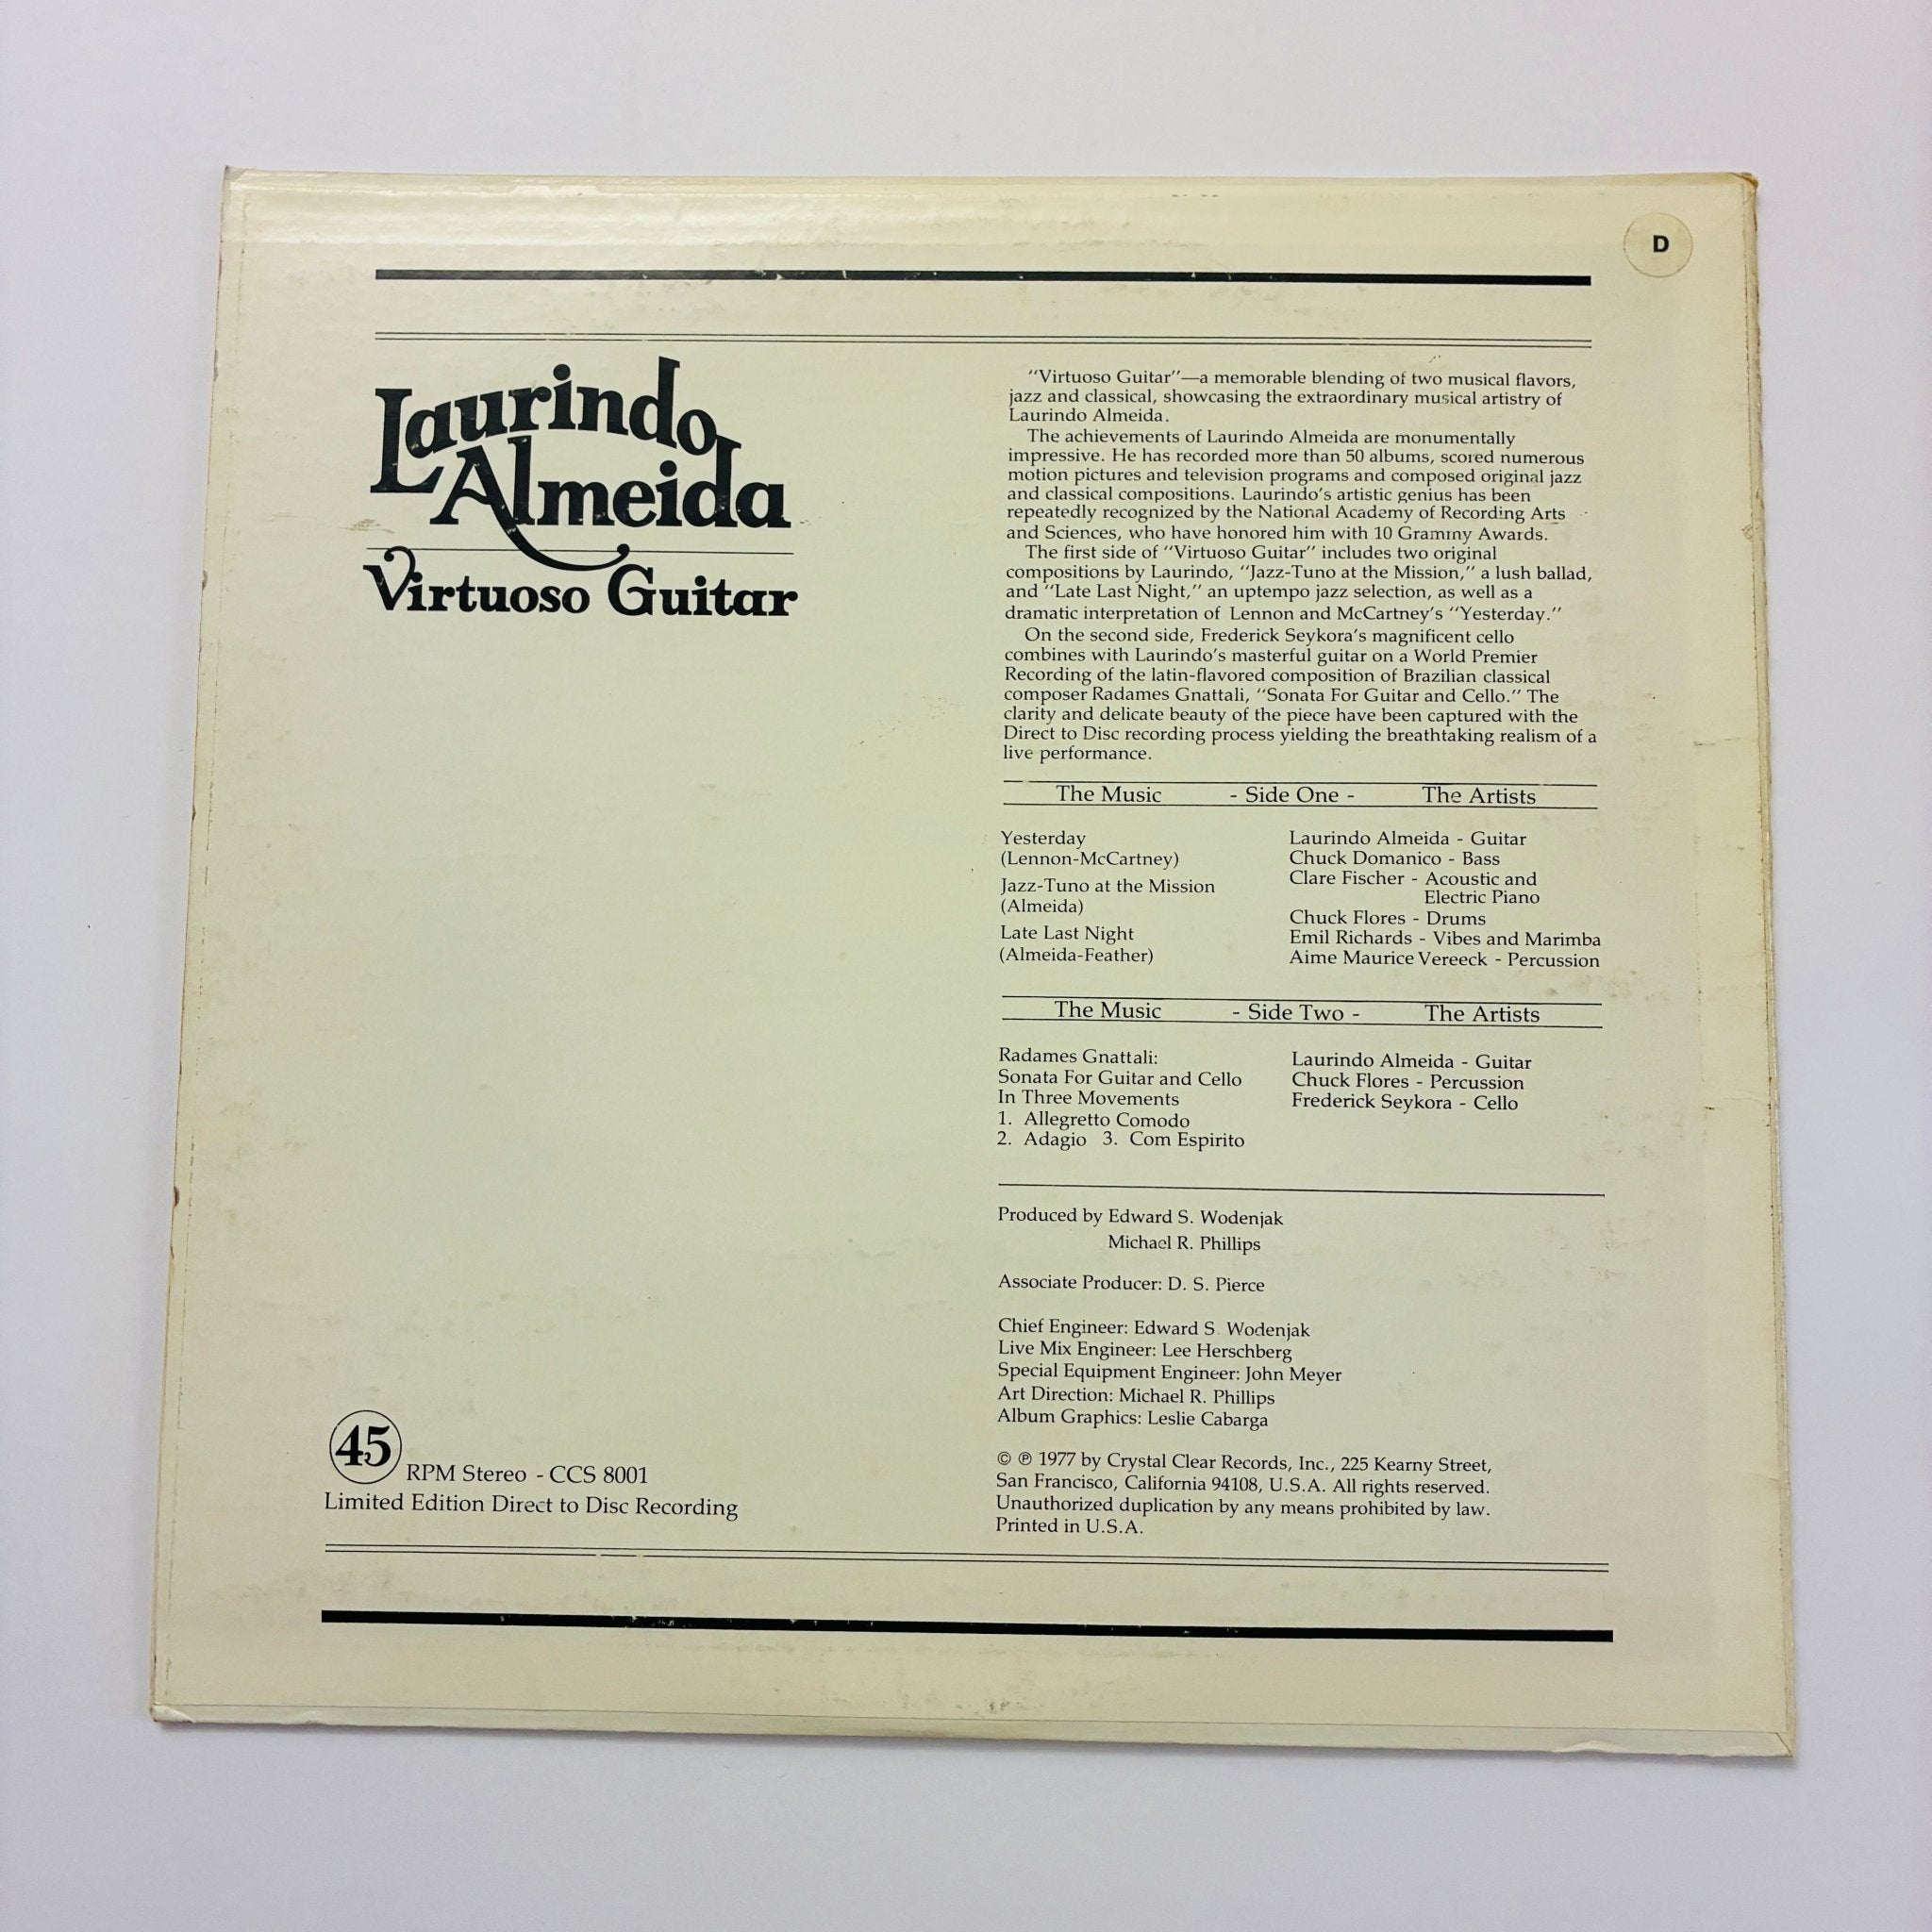 D
Laurindo
Almeida
Virtuoso Guitar
"Virtuoso Guitar"—a memorable blending of two musical flavors,
jazz and classical, showcasing the extraordinary musical artistry of
Laurindo Almeida.
The achievements of Laurindo Almeida are monumentally
impressive. He has recorded more than 50 albums, scored numerous
motion pictures and television programs and composed original jazz
and classical compositions. Laurindo's artistic genius has been
repeatedly recognized by the National Academy of Recording Arts
and Sciences, who have honored him with 10 Grammy Awards.
The first side of "Virtuoso Guitar" includes two original
compositions by Laurindo, "Jazz-Tuno at the Mission," a lush ballad,
and "Late Last Night," an uptempo jazz selection, as well as a
dramatic interpretation of Lennon and McCartney's "Yesterday."
On the second side, Frederick Seykora's magnificent cello
combines with Laurindo's masterful guitar on a World Premier
Recording of the latin-flavored composition of Brazilian classical
composer Radames Gnattali, "Sonata For Guitar and Cello." The
clarity and delicate beauty of the piece have been captured with the
Direct to Disc recording process yielding the breathtaking realism of a
live performance.
The Music - Side One - The Artists
Yesterday
(Lennon-McCartney)
Jazz-Tuno at the Mission
(Almeida)
Late Last Night
(Almeida-Feather)
Laurindo Almeida - Guitar
Chuck Domanico - Bass
Clare Fischer - Acoustic and
Electric Piano
Chuck Flores - Drums
Emil Richards - Vibes and Marimba
Aime Maurice Vereeck - Percussion
The Music - Side Two - The Artists
Radames Gnattali:
Sonata For Guitar and Cello
In Three Movements
1. Allegretto Comodo
2. Adagio 3. Com Espirito
Laurindo Almeida - Guitar
Chuck Flores - Percussion
Frederick Seykora - Cello
Produced by Edward S. Wodenjak
Michael R. Phillips
Associate Producer: D. S. Pierce
Chief Engineer: Edward S. Wodenjak
Live Mix Engineer: Lee Herschberg
Special Equipment Engineer: John Meyer
Art Direction: Michael R. Phillips
Album Graphics: Leslie Cabarga
© ℗ 1977 by Crystal Clear Records, Inc., 225 Kearny Street,
San Francisco, California 94108, U.S.A. All rights reserved.
Unauthorized duplication by any means prohibited by law.
Printed in U.S.A.
45 RPM Stereo - CCS 8001
Limited Edition Direct to Disc Recording